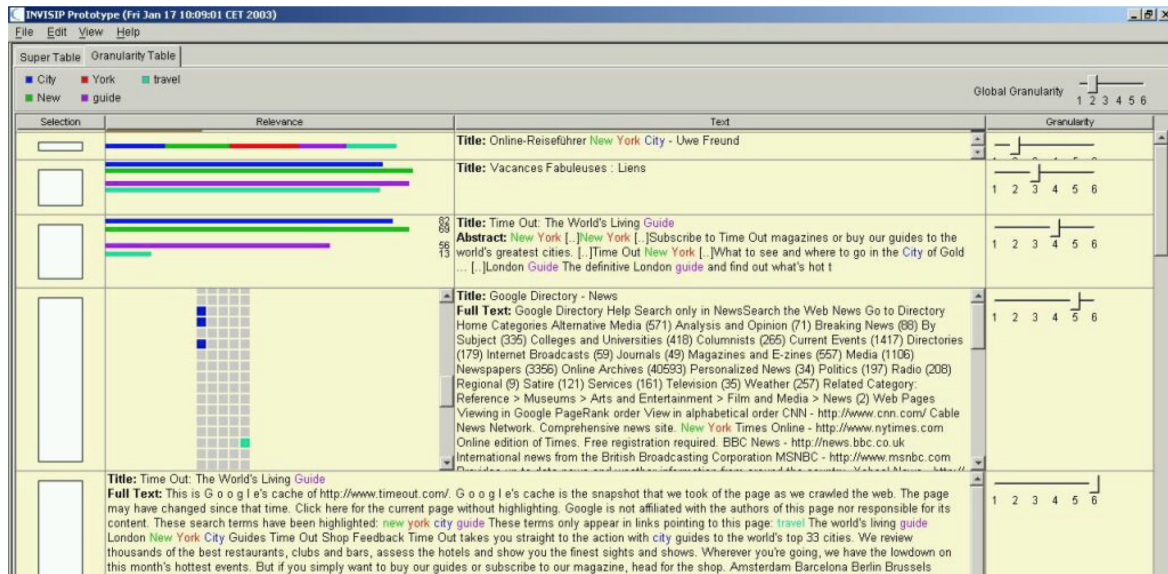 INVISIP Prototype (Fri Jan 17 10:09:01 CET 2003)
File Edit View Help
Super Table Granularity Table
City York travel
New guide
Global Granularity
1 2 3 4 5 6
Selection Relevance Text Granularity
Title: Online-Reiseführer New York City - Uwe Freund
Title: Vacances Fabuleuses : Liens
1 2 3 4 5 6
82
69
56
13
Title: Time Out: The World's Living Guide
Abstract: New York [..]New York [..]Subscribe to Time Out magazines or buy our guides to the
world's greatest cities. [..]Time Out New York [..]What to see and where to go in the City of Gold
... [..]London Guide The definitive London guide and find out what's hot t
1 2 3 4 5 6
Title: Google Directory - News
Full Text: Google Directory Help Search only in NewsSearch the Web News Go to Directory
Home Categories Alternative Media (571) Analysis and Opinion (71) Breaking News (88) By
Subject (335) Colleges and Universities (418) Columnists (265) Current Events (1417) Directories
(179) Internet Broadcasts (59) Journals (49) Magazines and E-zines (557) Media (1106)
Newspapers (3356) Online Archives (40593) Personalized News (34) Politics (197) Radio (208)
Regional (9) Satire (121) Services (161) Television (35) Weather (257) Related Category:
Reference > Museums > Arts and Entertainment > Film and Media > News (2) Web Pages
Viewing in Google PageRank order View in alphabetical order CNN - http://www.cnn.com/ Cable
News Network. Comprehensive news site. New York Times Online - http://www.nytimes.com
Online edition of Times. Free registration required. BBC News - http://news.bbc.co.uk
International news from the British Broadcasting Corporation MSNBC - http://www.msnbc.com
1 2 3 4 5 6
Title: Time Out: The World's Living Guide
Full Text: This is G o o g l e's cache of http://www.timeout.com/. G o o g l e's cache is the snapshot that we took of the page as we crawled the web. The page
may have changed since that time. Click here for the current page without highlighting. Google is not affiliated with the authors of this page nor responsible for its
content. These search terms have been highlighted: new york city guide These terms only appear in links pointing to this page: travel The world's living guide
London New York City Guides Time Out Shop Feedback Time Out takes you straight to the action with city guides to the world's top 33 cities. We review
thousands of the best restaurants, clubs and bars, assess the hotels and show you the finest sights and shows. Wherever you're going, we have the lowdown on
this month's hottest events. But if you simply want to buy our guides or subscribe to our magazine, head for the shop. Amsterdam Barcelona Berlin Brussels
1 2 3 4 5 6